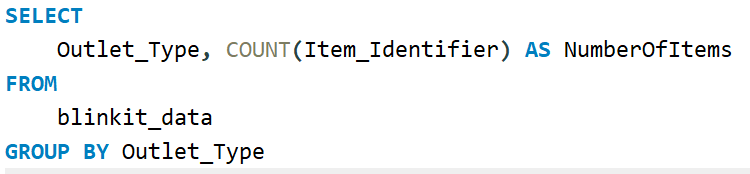 SELECT
    Outlet_Type, COUNT(Item_Identifier) AS NumberOfItems
FROM
    blinkit_data
GROUP BY Outlet_Type